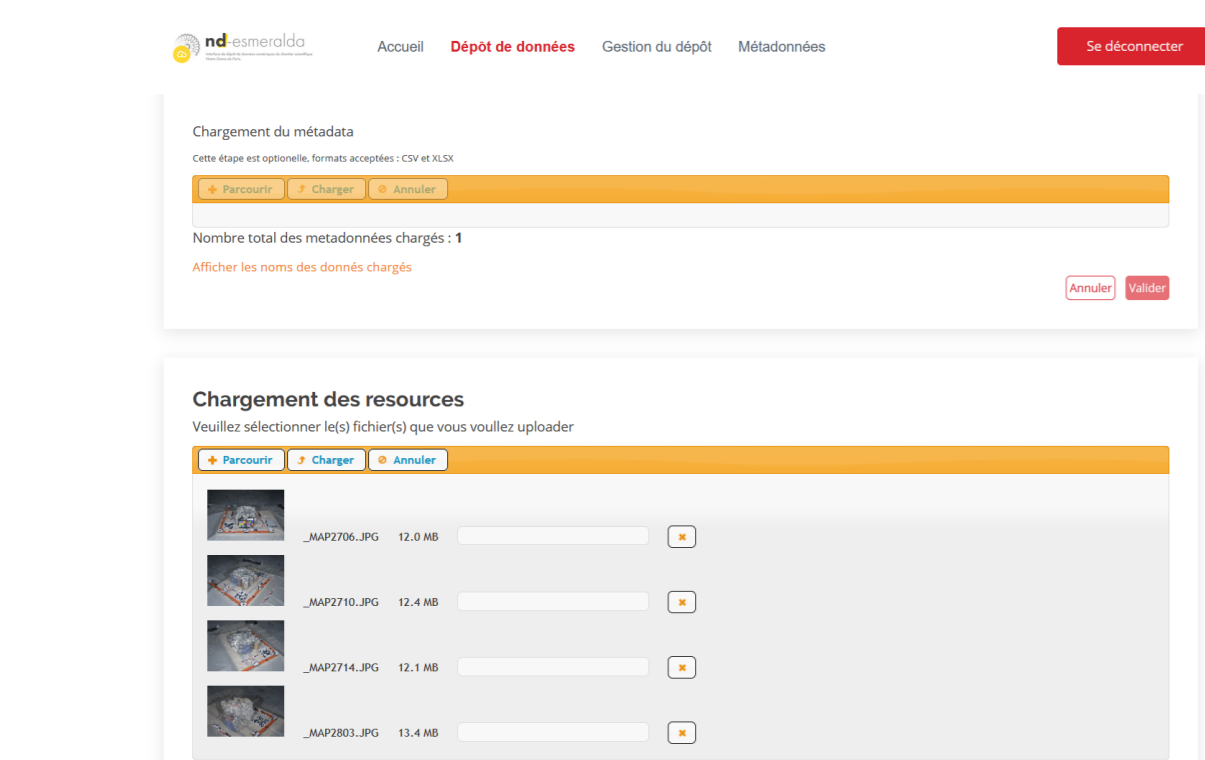 nd-esmeralda
Accueil Dépôt de données Gestion du dépôt Métadonnées Se déconnecter
Chargement du métadata
Cette étape est optionelle, formats acceptées : CSV et XLSX
Parcourir Charger Annuler
Nombre total des metadonnées chargés : 1
Afficher les noms des donnés chargés
Annuler Valider
Chargement des resources
Veuillez sélectionner le(s) fichier(s) que vous voullez uploader
Parcourir Charger Annuler
_MAP2706.JPG 12.0 MB
_MAP2710.JPG 12.4 MB
_MAP2714.JPG 12.1 MB
_MAP2803.JPG 13.4 MB